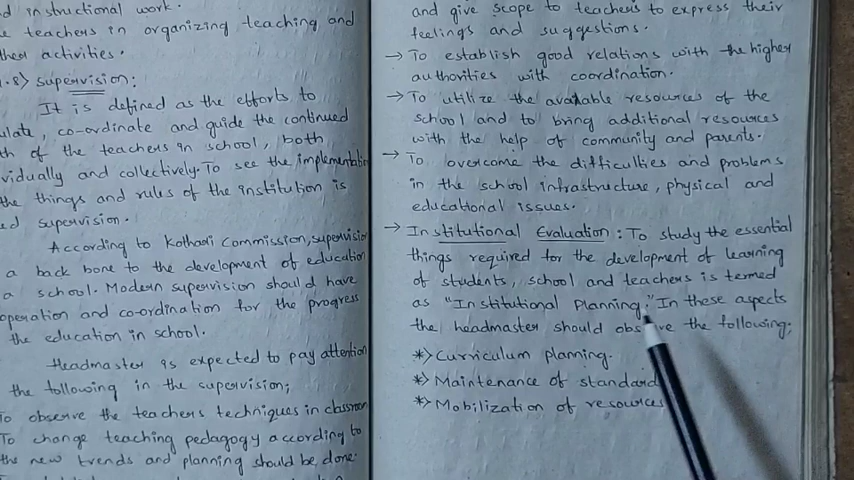 d instructional work.
e teachers in organizing teaching and
ther activities.
.8) Supervision:
It is defined as the efforts to
ulate, co-ordinate and guide the continued
th of the teachers in school, both
vidually and collectively. To see the implementati
the things and rules of the institution is
ed supervision.
According to Kothari Commission, supervisio
a back bone to the development of education
a school. Modern supervision should have
operation and co-ordination for the progress
the education in school.
Headmaster is expected to pay attention
the following in the supervision;
To observe the teachers techniques in classroom
To change teaching pedagogy according to
the new trends and planning should be done.
and give scope to teachers to express their
feelings and suggestions.
→ To establish good relations with the higher
authorities with coordination.
→ To utilize the available resources of the
school and to bring additional resources
with the help of community and parents.
→ To overcome the difficulties and problems
in the school infrastructure, physical and
educational issues.
→ Institutional Evaluation: To study the essential
things required for the development of learning
of students, school and teachers is termed
as "Institutional Planning." In these aspects
the headmaster should obs ve the following;
*) Curriculum planning.
*) Maintenance of standard
*) Mobilization of resources